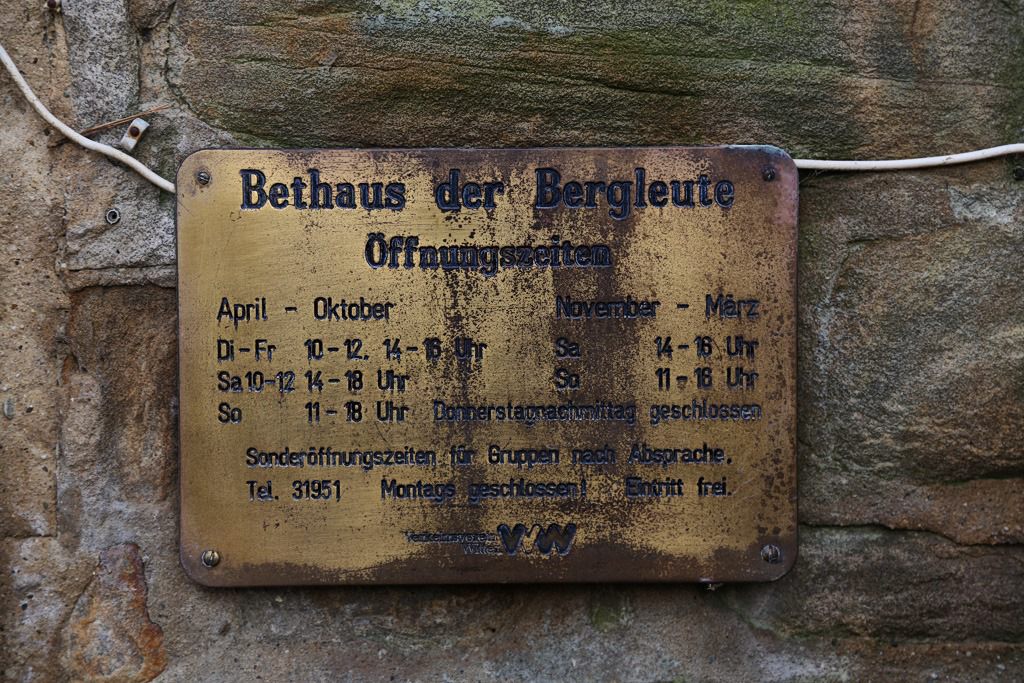 Bethaus der Bergleute
Öffnungszeiten
April - Oktober
Di-Fr 10-12, 14-16 Uhr
Sa 10-12 14-18 Uhr
So 11-18 Uhr
November - März
Sa 14-16 Uhr
So 11-16 Uhr
Donnerstagnachmittag geschlossen
Sonderöffnungszeiten für Gruppen nach Absprache.
Tel. 31951 Montags geschlossen! Eintritt frei.
Verkehrsverein
Witten
VVW